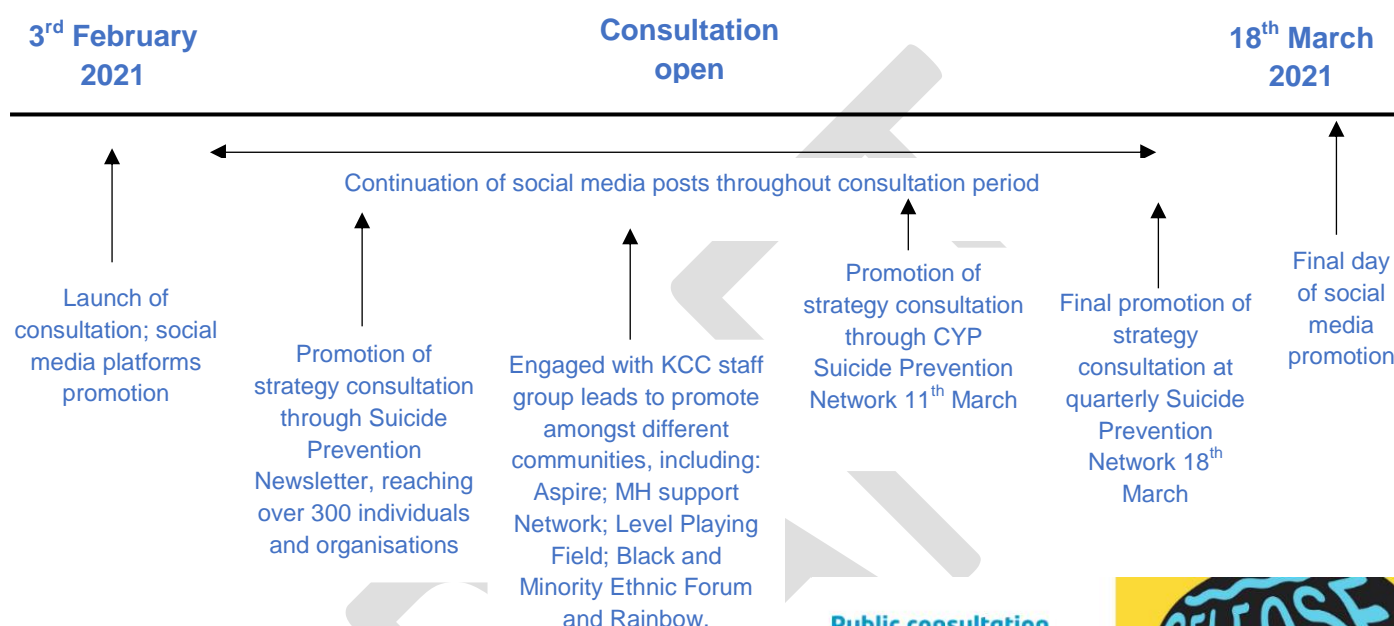 3rd February
2021
Consultation
open
18th March
2021
Continuation of social media posts throughout consultation period
Launch of
consultation; social
media platforms
promotion
Promotion of
strategy consultation
through Suicide
Prevention
Newsletter, reaching
over 300 individuals
and organisations
Engaged with KCC staff
group leads to promote
amongst different
communities, including:
Aspire; MH support
Network; Level Playing
Field; Black and
Minority Ethnic Forum
and Rainbow.
Promotion of
strategy consultation
through CYP
Suicide Prevention
Network 11th March
Final promotion of
strategy
consultation at
quarterly Suicide
Prevention
Network 18th
March
Final day
of social
media
promotion
Public consultation
RELEASE